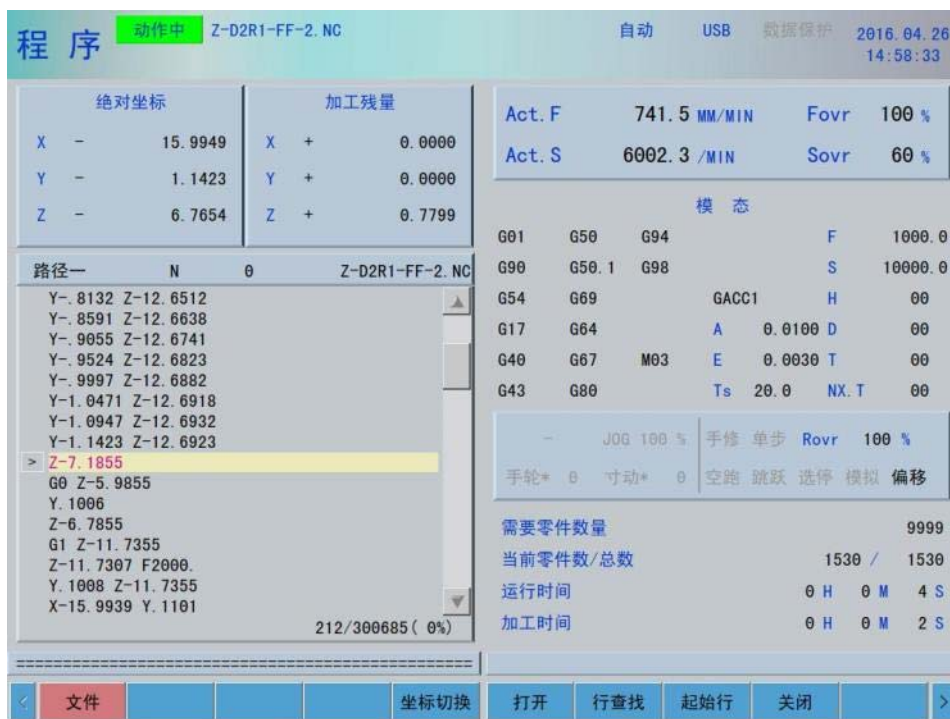 程 序 动作中 Z-D2R1-FF-2.NC 自动 USB 数据保护 2016.04.26
14:58:33
绝对坐标 加工残量
X - 15.9949 X + 0.0000
Y - 1.1423 Y + 0.0000
Z - 6.7654 Z + 0.7799
Act.F 741.5 MM/MIN Fovr 100 %
Act.S 6002.3 /MIN Sovr 60 %
路径一 N 0 Z-D2R1-FF-2.NC
Y-.8132 Z-12.6512
Y-.8591 Z-12.6638
Y-.9055 Z-12.6741
Y-.9524 Z-12.6823
Y-.9997 Z-12.6882
Y-1.0471 Z-12.6918
Y-1.0947 Z-12.6932
Y-1.1423 Z-12.6923
> Z-7.1855
G0 Z-5.9855
Y.1006
Z-6.7855
G1 Z-11.7355
Z-11.7307 F2000.
Y.1008 Z-11.7355
X-15.9939 Y.1101
212/300685( 0%)
模 态
G01 G50 G94 F 1000.0
G90 G50.1 G98 S 10000.0
G54 G69 GACC1 H 00
G17 G64 A 0.0100 D 00
G40 G67 M03 E 0.0030 T 00
G43 G80 Ts 20.0 NX.T 00
- JOG 100 % 手修 单步 Rovr 100 %
手轮* 0 寸动* 0 空跑 跳跃 选停 模拟 偏移
需要零件数量 9999
当前零件数/总数 1530 / 1530
运行时间 0 H 0 M 4 S
加工时间 0 H 0 M 2 S
==================================================
< 文件 坐标切换 打开 行查找 起始行 关闭 >